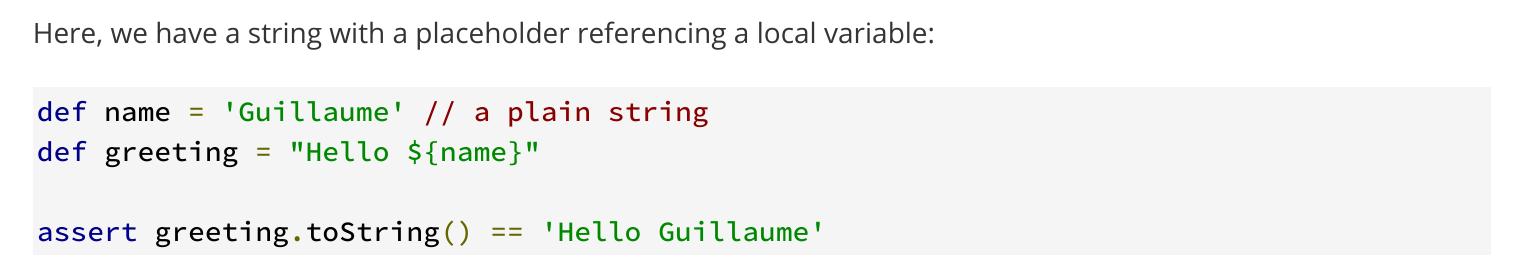 Here, we have a string with a placeholder referencing a local variable:
def name = 'Guillaume' // a plain string
def greeting = "Hello ${name}"
assert greeting.toString() == 'Hello Guillaume'